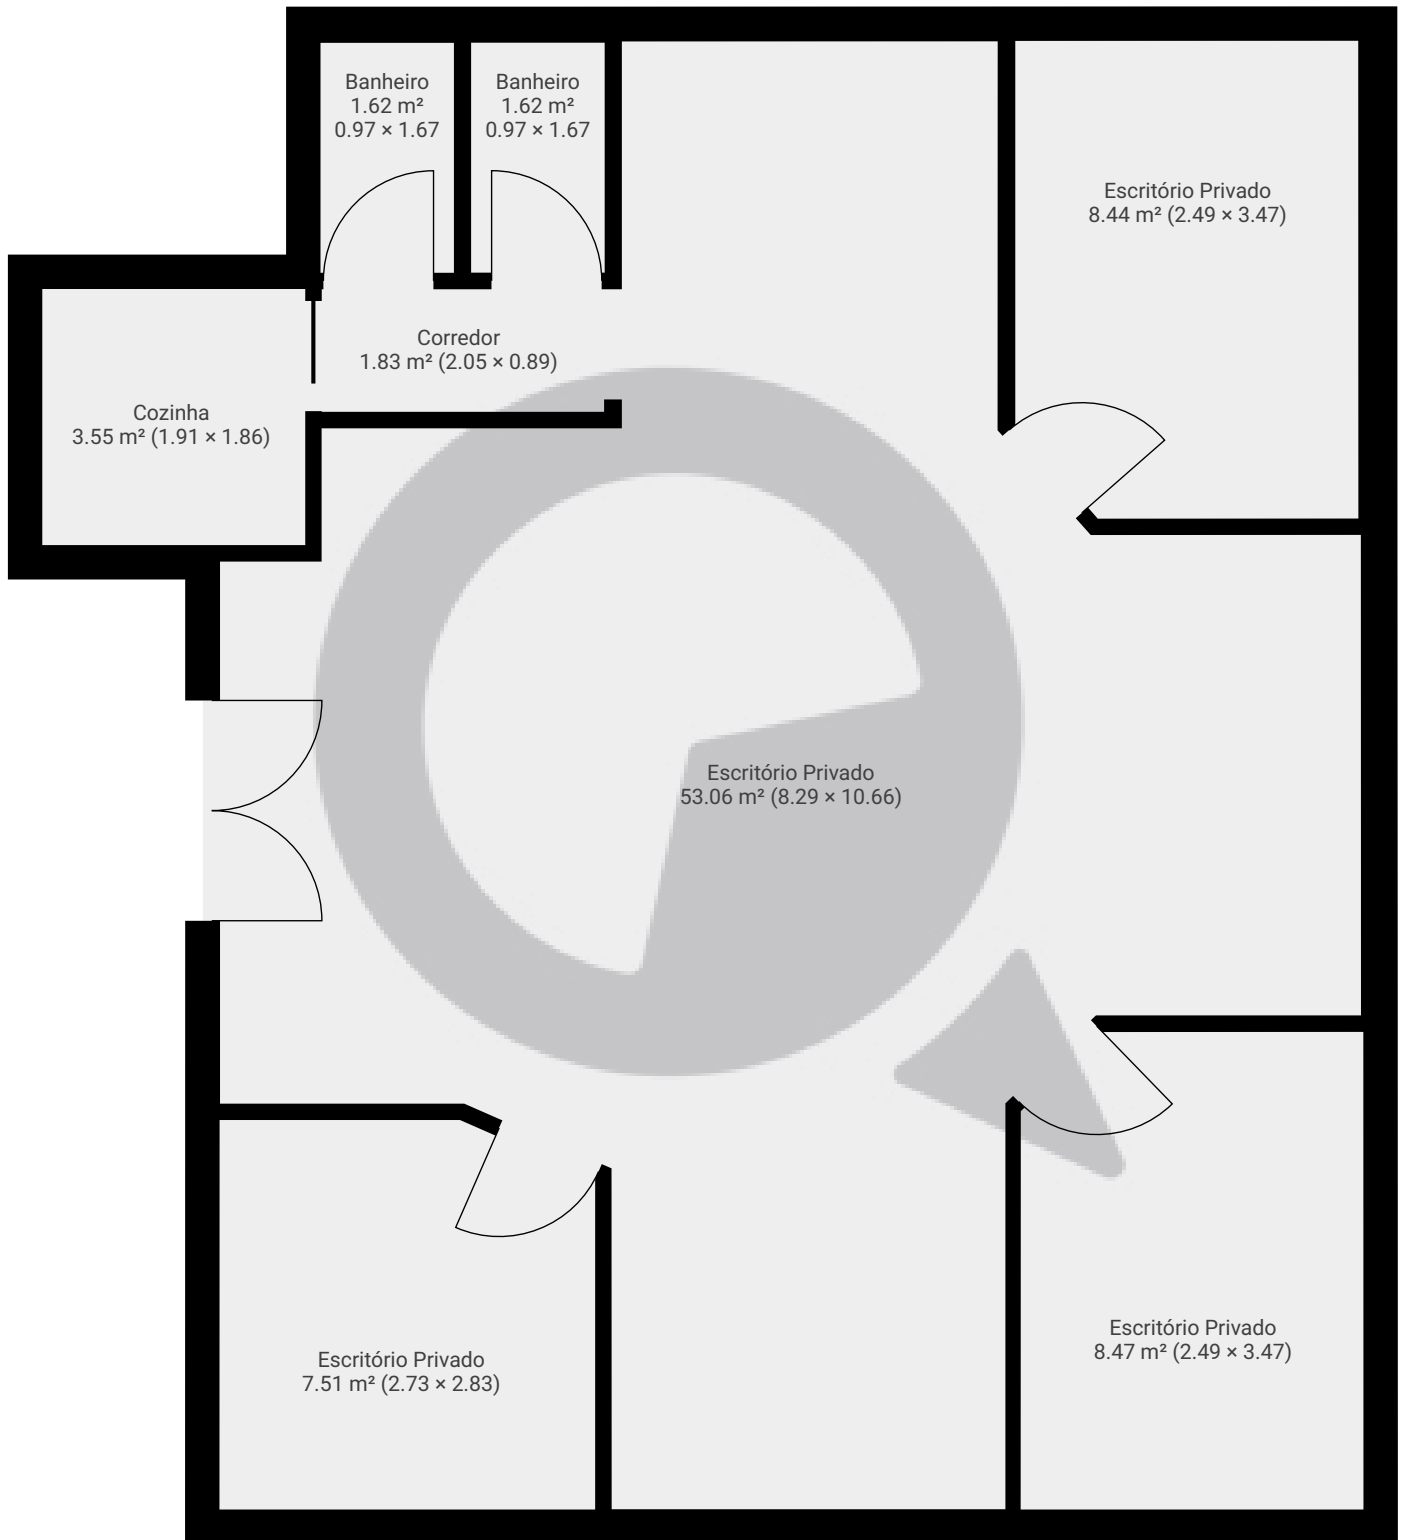 Banheiro
1.62 m²
0.97 × 1.67
Banheiro
1.62 m²
0.97 × 1.67
Escritório Privado
8.44 m² (2.49 × 3.47)
Corredor
1.83 m² (2.05 × 0.89)
Cozinha
3.55 m² (1.91 × 1.86)
Escritório Privado
53.06 m² (8.29 × 10.66)
Escritório Privado
8.47 m² (2.49 × 3.47)
Escritório Privado
7.51 m² (2.73 × 2.83)